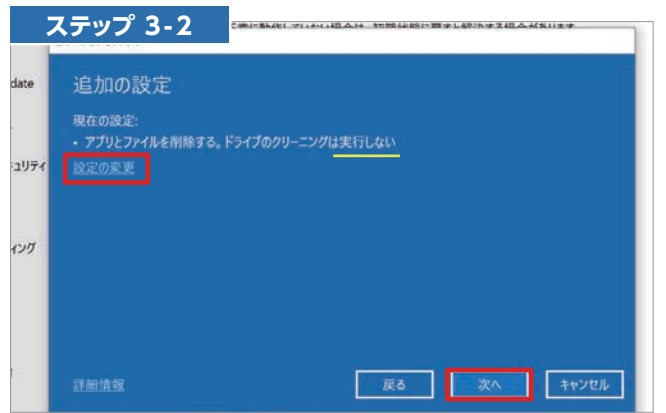 ステップ 3-2
date
追加の設定
現在の設定:
・ アプリとファイルを削除する。ドライブのクリーニングは実行しない
ュリティ
設定の変更
ィング
詳細情報
戻る
次へ
キャンセル